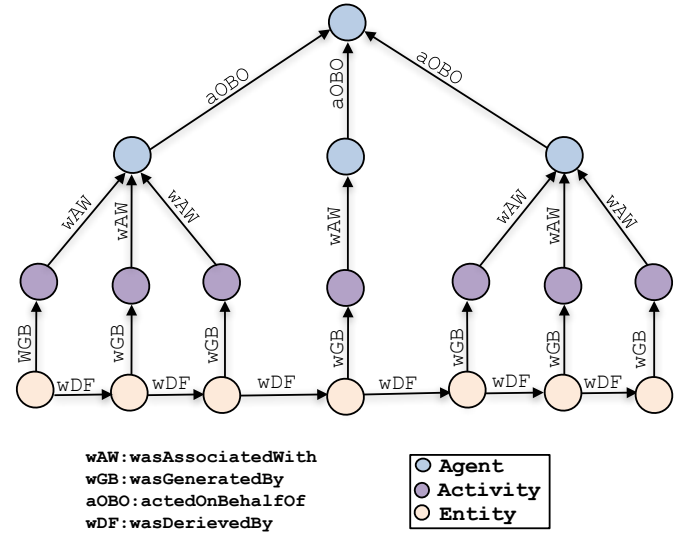 aOBO
aOBO
aOBO
wAW
wAW
wAW
wAW
wAW
wAW
wAW
WGB
wGB
wGB
wGB
wGB
wGB
wGB
wDF
wDF
wDF
wDF
wDF
wDF
wAW:wasAssociatedWith
wGB:wasGeneratedBy
aOBO:actedOnBehalfOf
wDF:wasDerievedBy
Agent
Activity
Entity